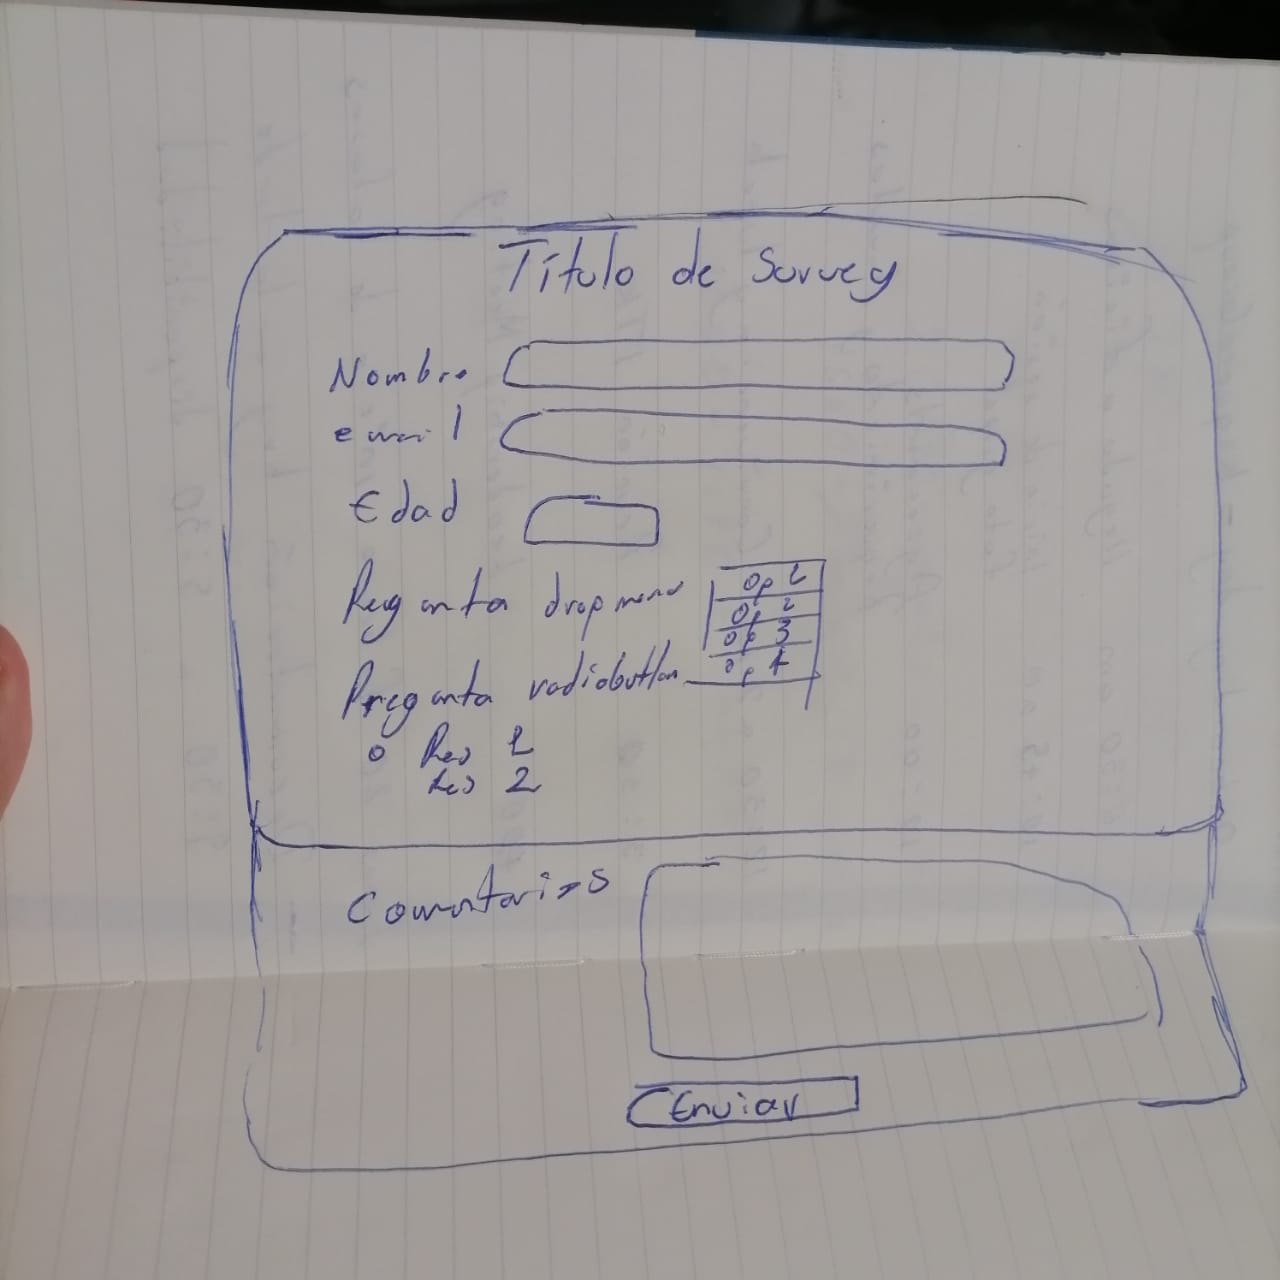 Título de Survey
Nombre
email
Edad
Pregunta dropmenu
Op 1
Op 2
Op 3
Op 4
Pregunta radiobutton
Res 1
Res 2
Comentarios
Enviar